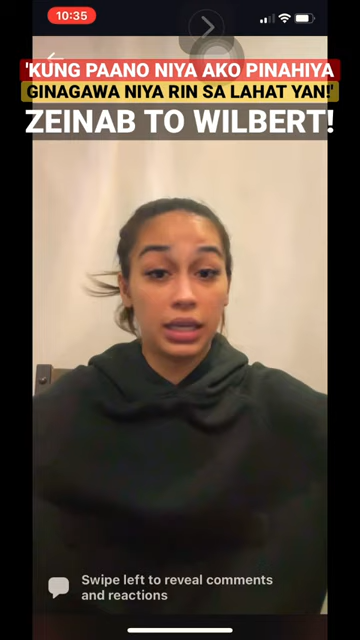 10:35
'KUNG PAANO NIYA AKO PINAHIYA
GINAGAWA NIYA RIN SA LAHAT YAN!'
ZEINAB TO WILBERT!
Swipe left to reveal comments
and reactions